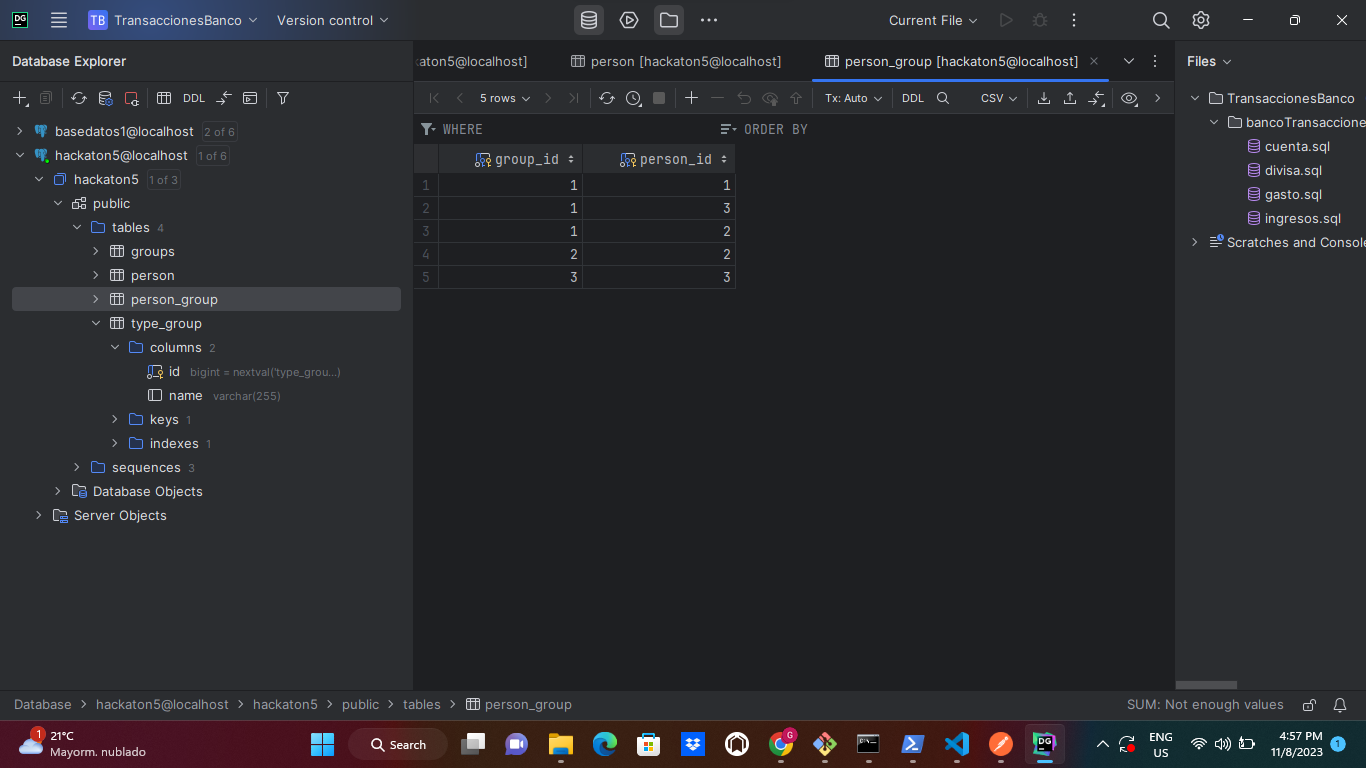 DG TB TransaccionesBanco Version control Current File
Database Explorer
DDL
basedatos1@localhost 2 of 6
hackaton5@localhost 1 of 6
hackaton5 1 of 3
public
tables 4
groups
person
person_group
type_group
columns 2
id bigint = nextval('type_grou...)
name varchar(255)
keys 1
indexes 1
sequences 3
Database Objects
Server Objects
katon5@localhost] person [hackaton5@localhost] person_group [hackaton5@localhost]
5 rows Tx: Auto DDL CSV
WHERE ORDER BY
group_id person_id
1 1 1
2 1 3
3 1 2
4 2 2
5 3 3
Files
TransaccionesBanco
bancoTransaccione
cuenta.sql
divisa.sql
gasto.sql
ingresos.sql
Scratches and Console
Database hackaton5@localhost hackaton5 public tables person_group SUM: Not enough values
1 21°C
Mayorm. nublado
Search
G
DG
ENG
US
4:57 PM
11/8/2023
1